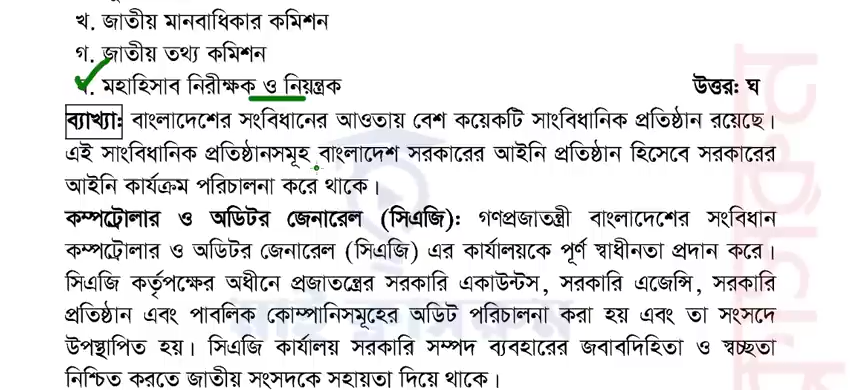 খ. জাতীয় মানবাধিকার কমিশন
গ. জাতীয় তথ্য কমিশন
. মহাহিসাব নিরীক্ষক ও নিয়ন্ত্রক উত্তর: ঘ
ব্যাখ্যা: বাংলাদেশের সংবিধানের আওতায় বেশ কয়েকটি সাংবিধানিক প্রতিষ্ঠান রয়েছে।
এই সাংবিধানিক প্রতিষ্ঠানসমূহ বাংলাদেশ সরকারের আইনি প্রতিষ্ঠান হিসেবে সরকারের
আইনি কার্যক্রম পরিচালনা করে থাকে।
কম্পট্রোলার ও অডিটর জেনারেল (সিএজি): গণপ্রজাতন্ত্রী বাংলাদেশের সংবিধান
কম্পট্রোলার ও অডিটর জেনারেল (সিএজি) এর কার্যালয়কে পূর্ণ স্বাধীনতা প্রদান করে।
সিএজি কর্তৃপক্ষের অধীনে প্রজাতন্ত্রের সরকারি একাউন্টস, সরকারি এজেন্সি, সরকারি
প্রতিষ্ঠান এবং পাবলিক কোম্পানিসমূহের অডিট পরিচালনা করা হয় এবং তা সংসদে
উপস্থাপিত হয়। সিএজি কার্যালয় সরকারি সম্পদ ব্যবহারের জবাবদিহিতা ও স্বচ্ছতা
নিশ্চিত করতে জাতীয় সংসদকে সহায়তা দিয়ে থাকে।